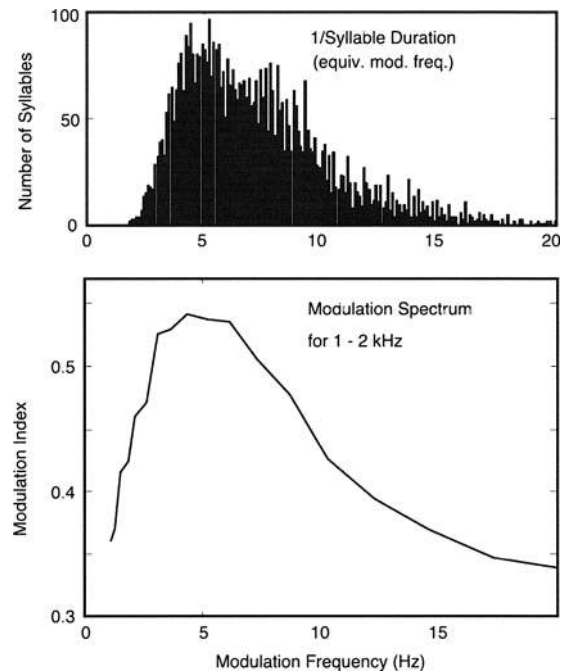 100
1/Syllable Duration
(equiv. mod. freq.)
Number of Syllables
50
0
0 5 10 15 20
Modulation Spectrum
for 1 - 2 kHz
0.5
Modulation Index
0.4
0.3
0 5 10 15
Modulation Frequency (Hz)